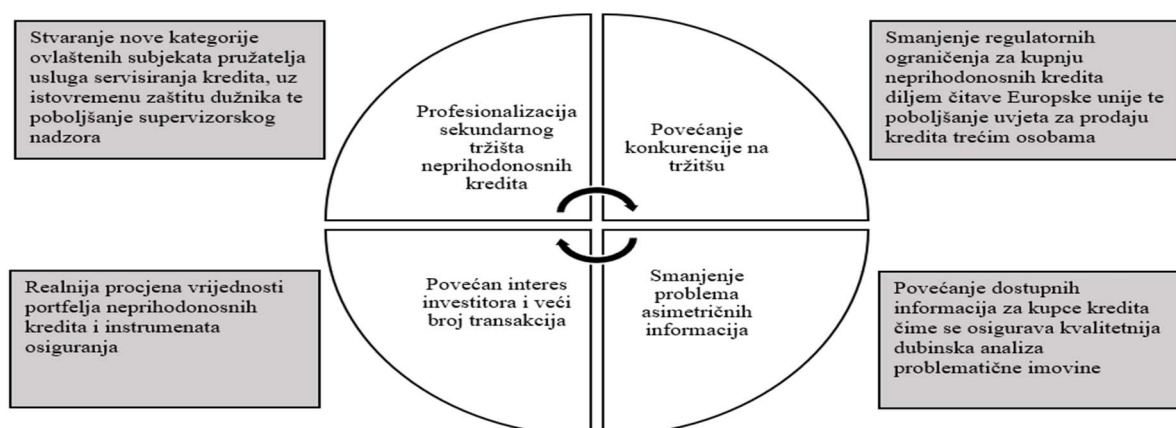 Stvaranje nove kategorije
ovlaštenih subjekata pružatelja
usluga servisiranja kredita, uz
istovremenu zaštitu dužnika te
poboljšanje supervizorskog
nadzora
Profesionalizacija
sekundarnog
tržišta
neprihodonosnih
kredita
Povećanje
konkurencije na
tržitšu
Smanjenje regulatornih
ograničenja za kupnju
neprihodonosnih kredita
diljem čitave Europske unije te
poboljšanje uvjeta za prodaju
kredita trećim osobama
Realnija procjena vrijednosti
portfelja neprihodonosnih
kredita i instrumenata
osiguranja
Povećan interes
investitora i veći
broj transakcija
Smanjenje
problema
asimetričnih
informacija
Povećanje dostupnih
informacija za kupce kredita
čime se osigurava kvalitetnija
dubinska analiza
problematične imovine